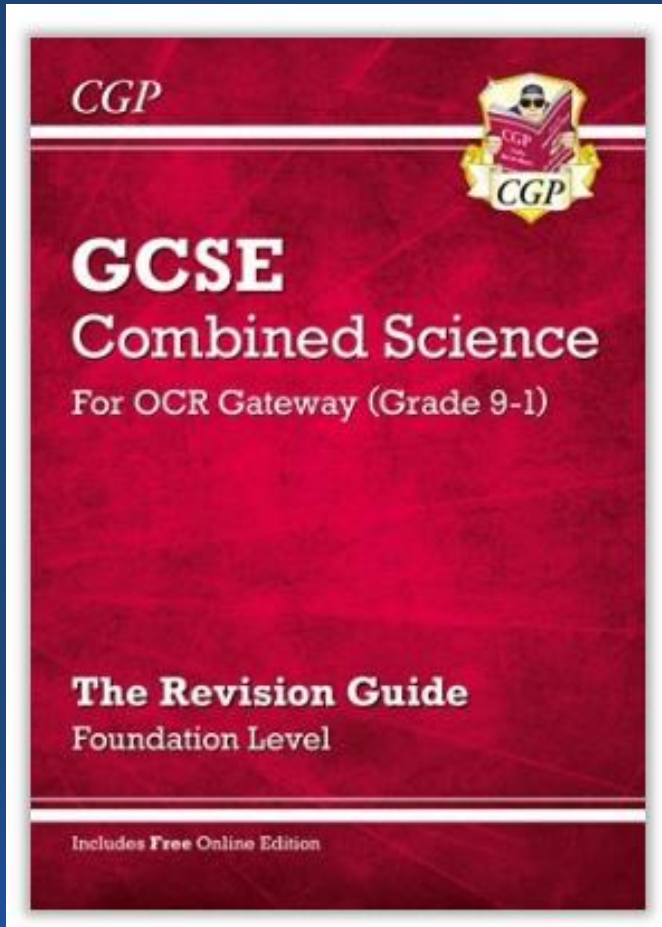 CGP
CGP
CGP
GCSE
Combined Science
For OCR Gateway (Grade 9-1)
The Revision Guide
Foundation Level
Includes Free Online Edition